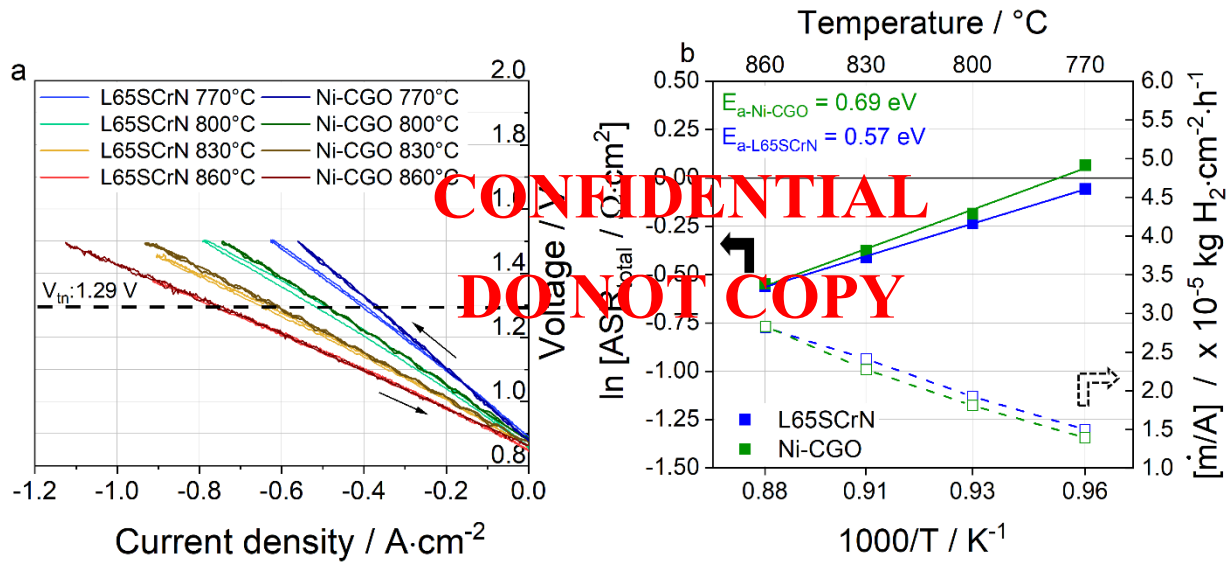 a
L65SCrN 770°C
Ni-CGO 770°C
L65SCrN 800°C
Ni-CGO 800°C
L65SCrN 830°C
Ni-CGO 830°C
L65SCrN 860°C
Ni-CGO 860°C
V_tn:1.29 V
2.0
1.8
1.6
1.4
1.2
1.0
0.8
Voltage / V
-1.2 -1.0 -0.8 -0.6 -0.4 -0.2 0.0
Current density / A·cm⁻²
Temperature / °C
b
860 830 800 770
E_a-Ni-CGO = 0.69 eV
E_a-L65SCrN = 0.57 eV
0.50
0.25
0.00
-0.25
-0.50
-0.75
-1.00
-1.25
-1.50
ln [ASR_total / Ω·cm²]
L65SCrN
Ni-CGO
6.0
5.5
5.0
4.5
4.0
3.5
3.0
2.5
2.0
1.5
1.0
[ṁ/A] / x 10⁻⁵ kg H₂·cm⁻²·h⁻¹
0.88 0.91 0.93 0.96
1000/T / K⁻¹
CONFIDENTIAL
DO NOT COPY